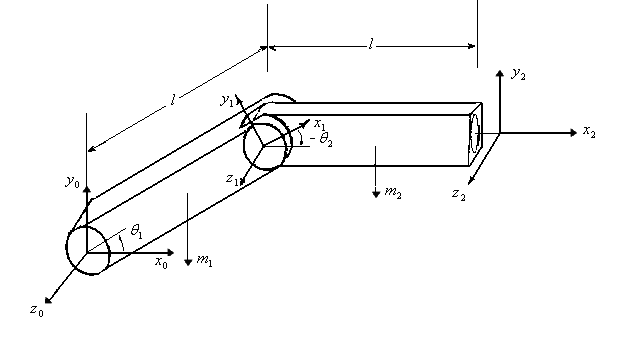 l
l
y₂
y₁
x₁
x₂
- θ₂
z₁
y₀
m₂
z₂
θ₁
x₀
m₁
z₀